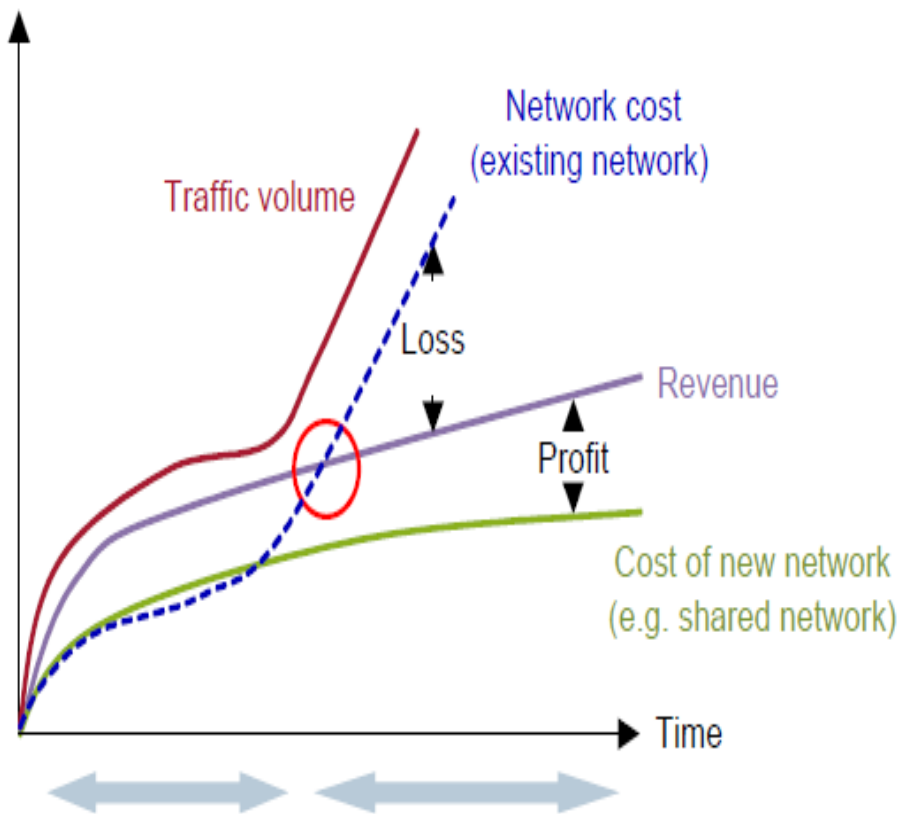 Network cost
(existing network)
Traffic volume
Loss
Revenue
Profit
Cost of new network
(e.g. shared network)
Time